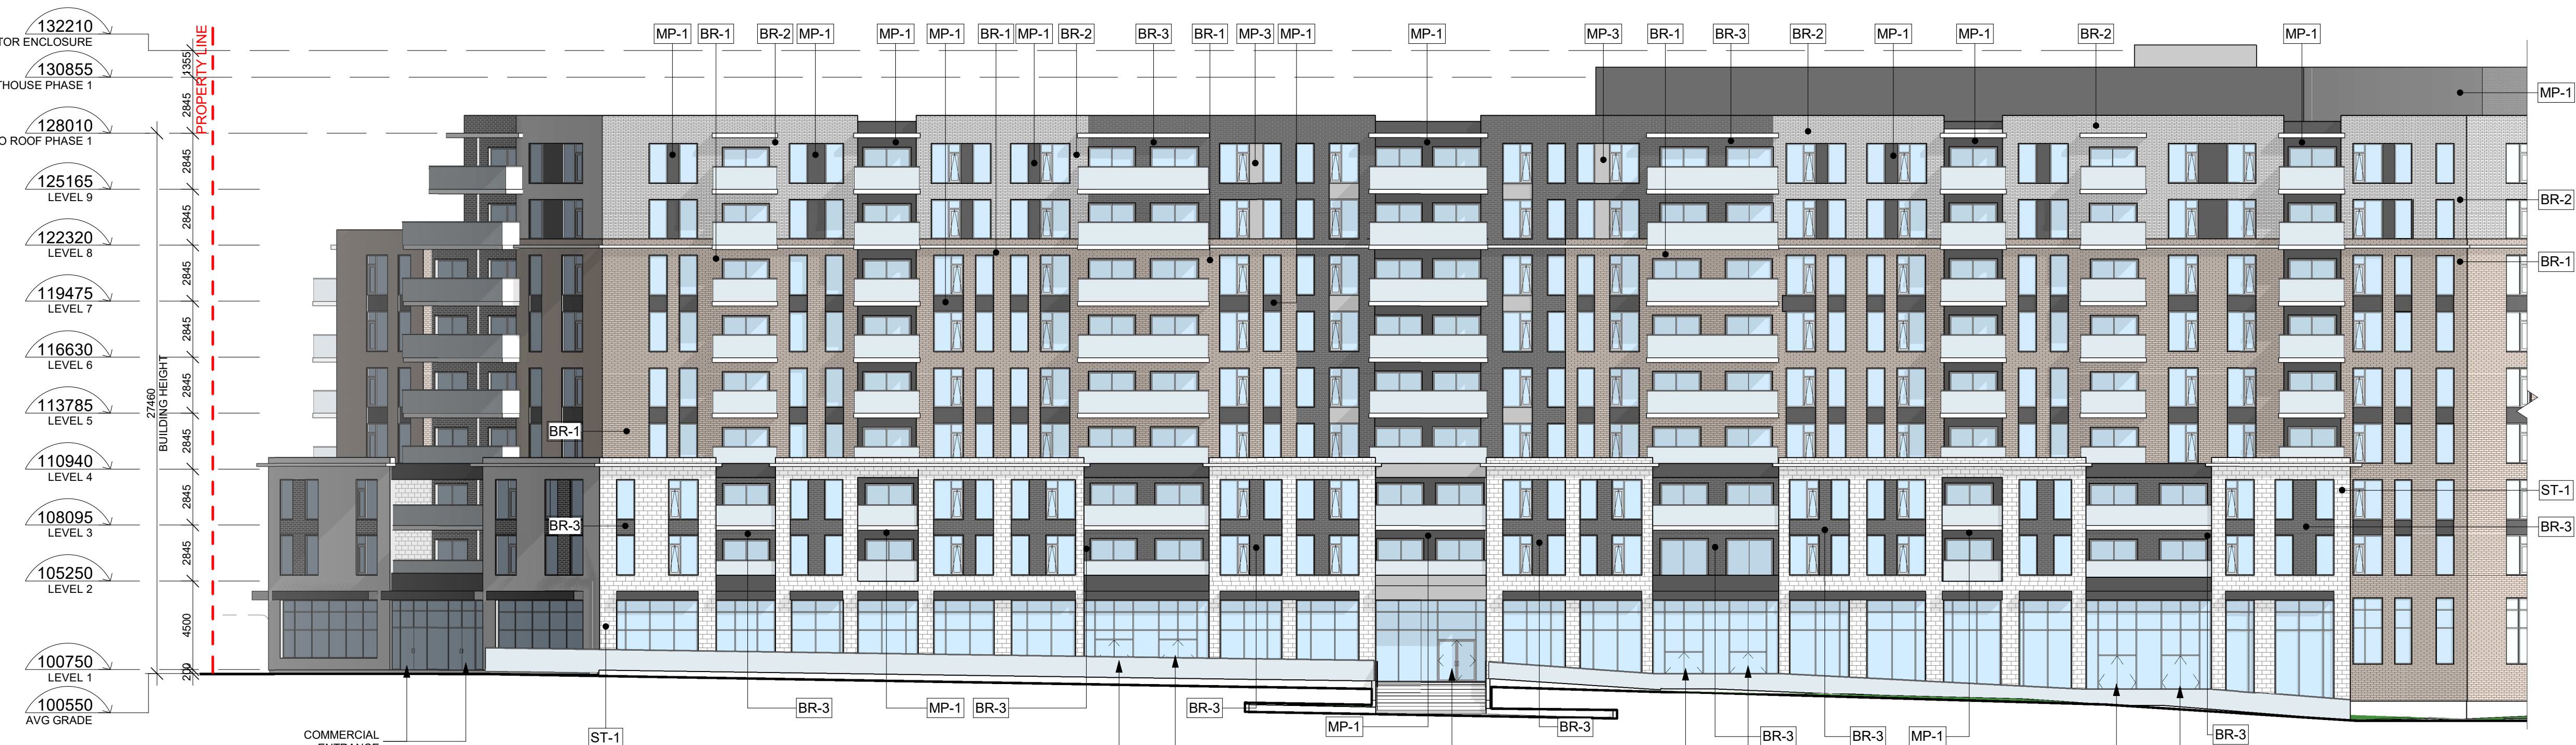 132210
TOR ENCLOSURE
130855
THOUSE PHASE 1
128010
O ROOF PHASE 1
125165
LEVEL 9
122320
LEVEL 8
119475
LEVEL 7
116630
LEVEL 6
113785
LEVEL 5
110940
LEVEL 4
108095
LEVEL 3
105250
LEVEL 2
100750
LEVEL 1
100550
AVG GRADE
27460
BUILDING HEIGHT
1355
2845
2845
2845
2845
2845
2845
2845
2845
2845
4500
200
PROPERTY LINE
MP-1 BR-1 BR-2 MP-1 MP-1 MP-1 BR-1 MP-1 BR-2 BR-3 BR-1 MP-3 MP-1 MP-1 MP-3 BR-1 BR-3 BR-2 MP-1 MP-1 BR-2 MP-1
MP-1
BR-2
BR-1
ST-1
BR-3
BR-1
BR-3
BR-3 MP-1 BR-3 BR-3
MP-1 BR-3
ST-1 BR-3 BR-3 MP-1 BR-3
COMMERCIAL
ENTRANCE